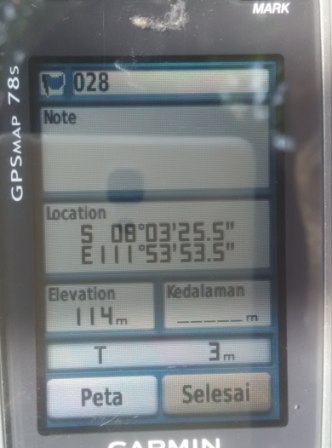 MARK
GPSMAP 78s
028
Note
Location
S 08°03'25.5"
E111°53'53.5"
Elevation Kedalaman
114m _____m
T 3m
Peta Selesai
GARMIN